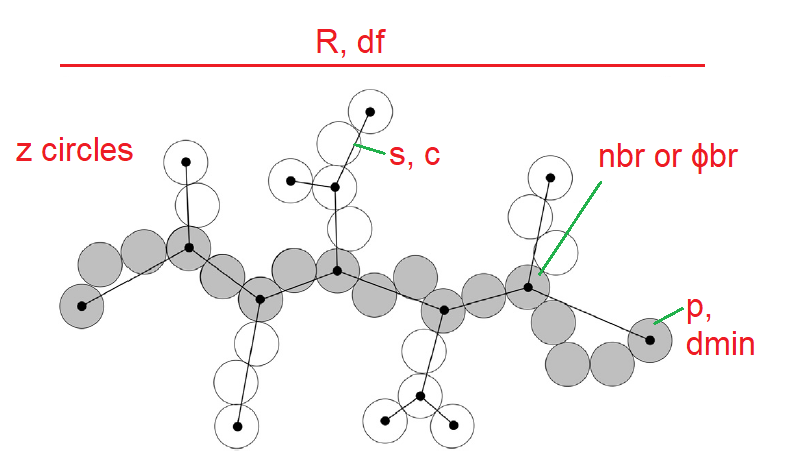 R, df
z circles
s, c
nbr or ϕbr
p,
dmin